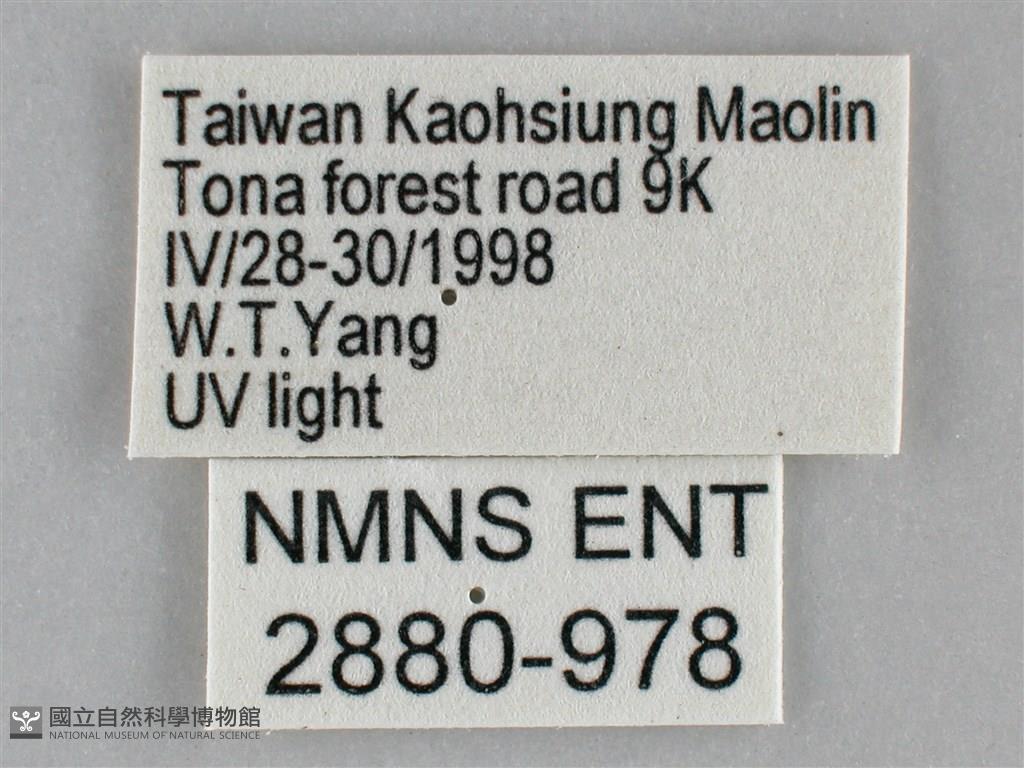 Taiwan Kaohsiung Maolin
Tona forest road 9K
IV/28-30/1998
W.T.Yang
UV light
NMNS ENT
2880-978
國立自然科學博物館
NATIONAL MUSEUM OF NATURAL SCIENCE